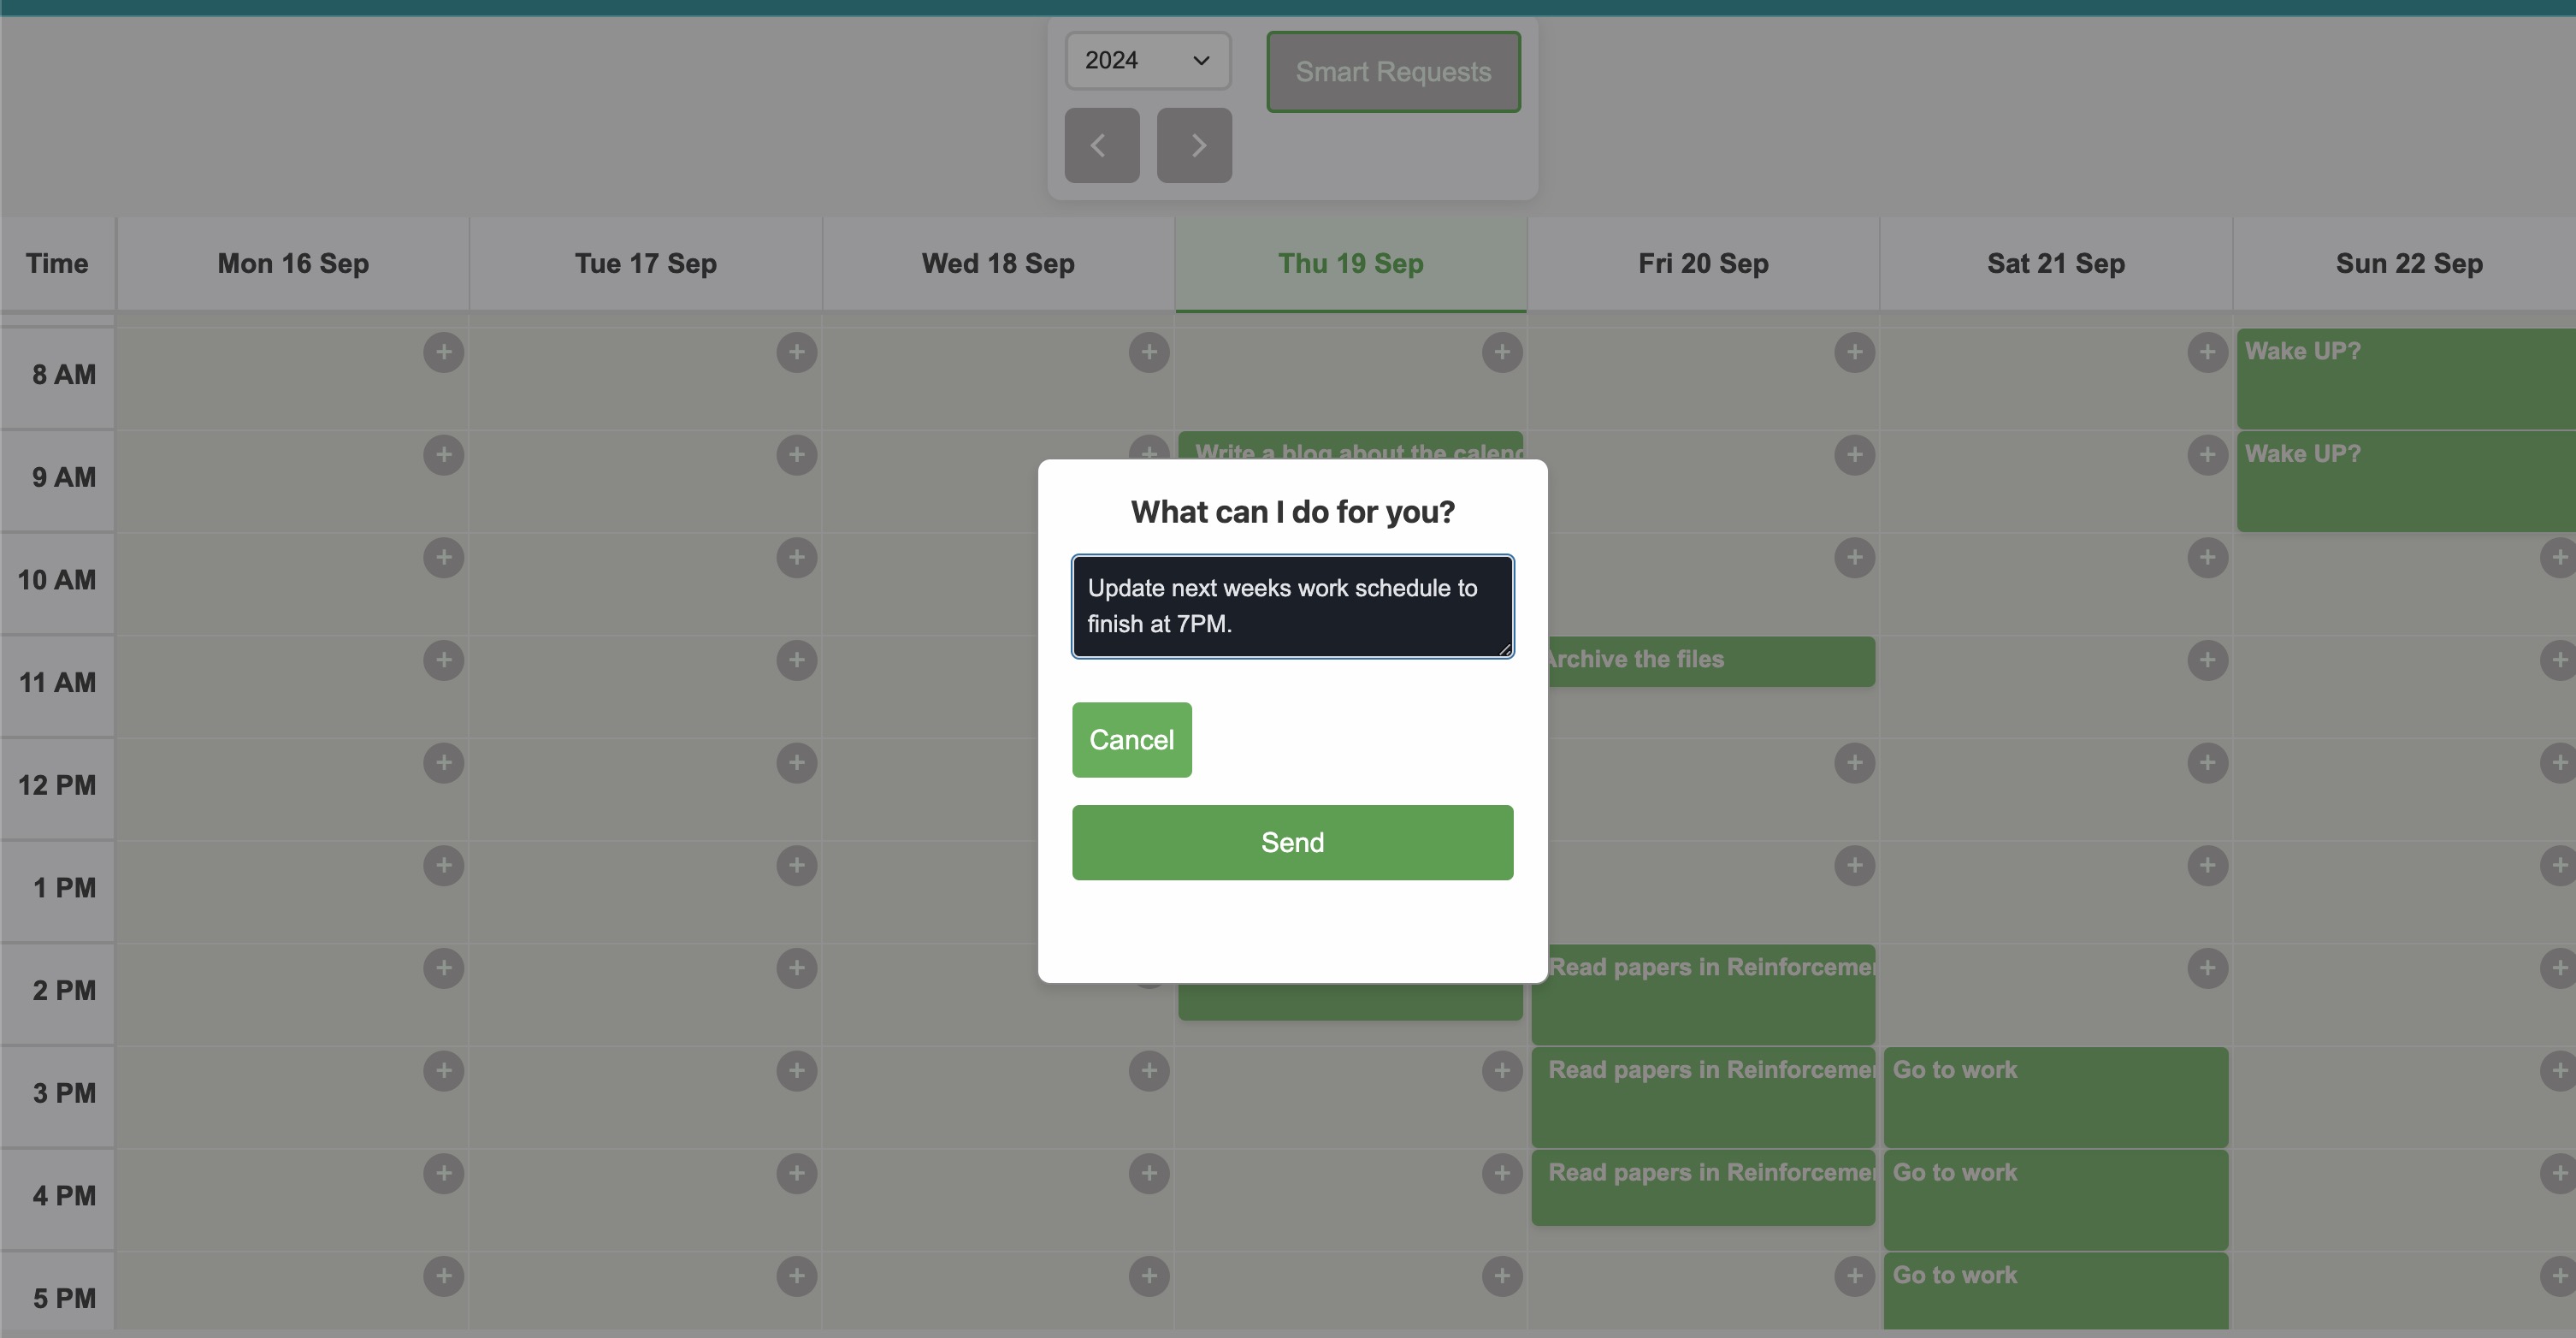 2024
Smart Requests
Time
Mon 16 Sep
Tue 17 Sep
Wed 18 Sep
Thu 19 Sep
Fri 20 Sep
Sat 21 Sep
Sun 22 Sep
8 AM
Wake UP?
9 AM
Write a blog about the calend
Wake UP?
What can I do for you?
10 AM
Update next weeks work schedule to
finish at 7PM.
11 AM
Archive the files
Cancel
12 PM
Send
1 PM
2 PM
Read papers in Reinforcemen
3 PM
Read papers in Reinforcemen
Go to work
4 PM
Read papers in Reinforcemen
Go to work
5 PM
Go to work